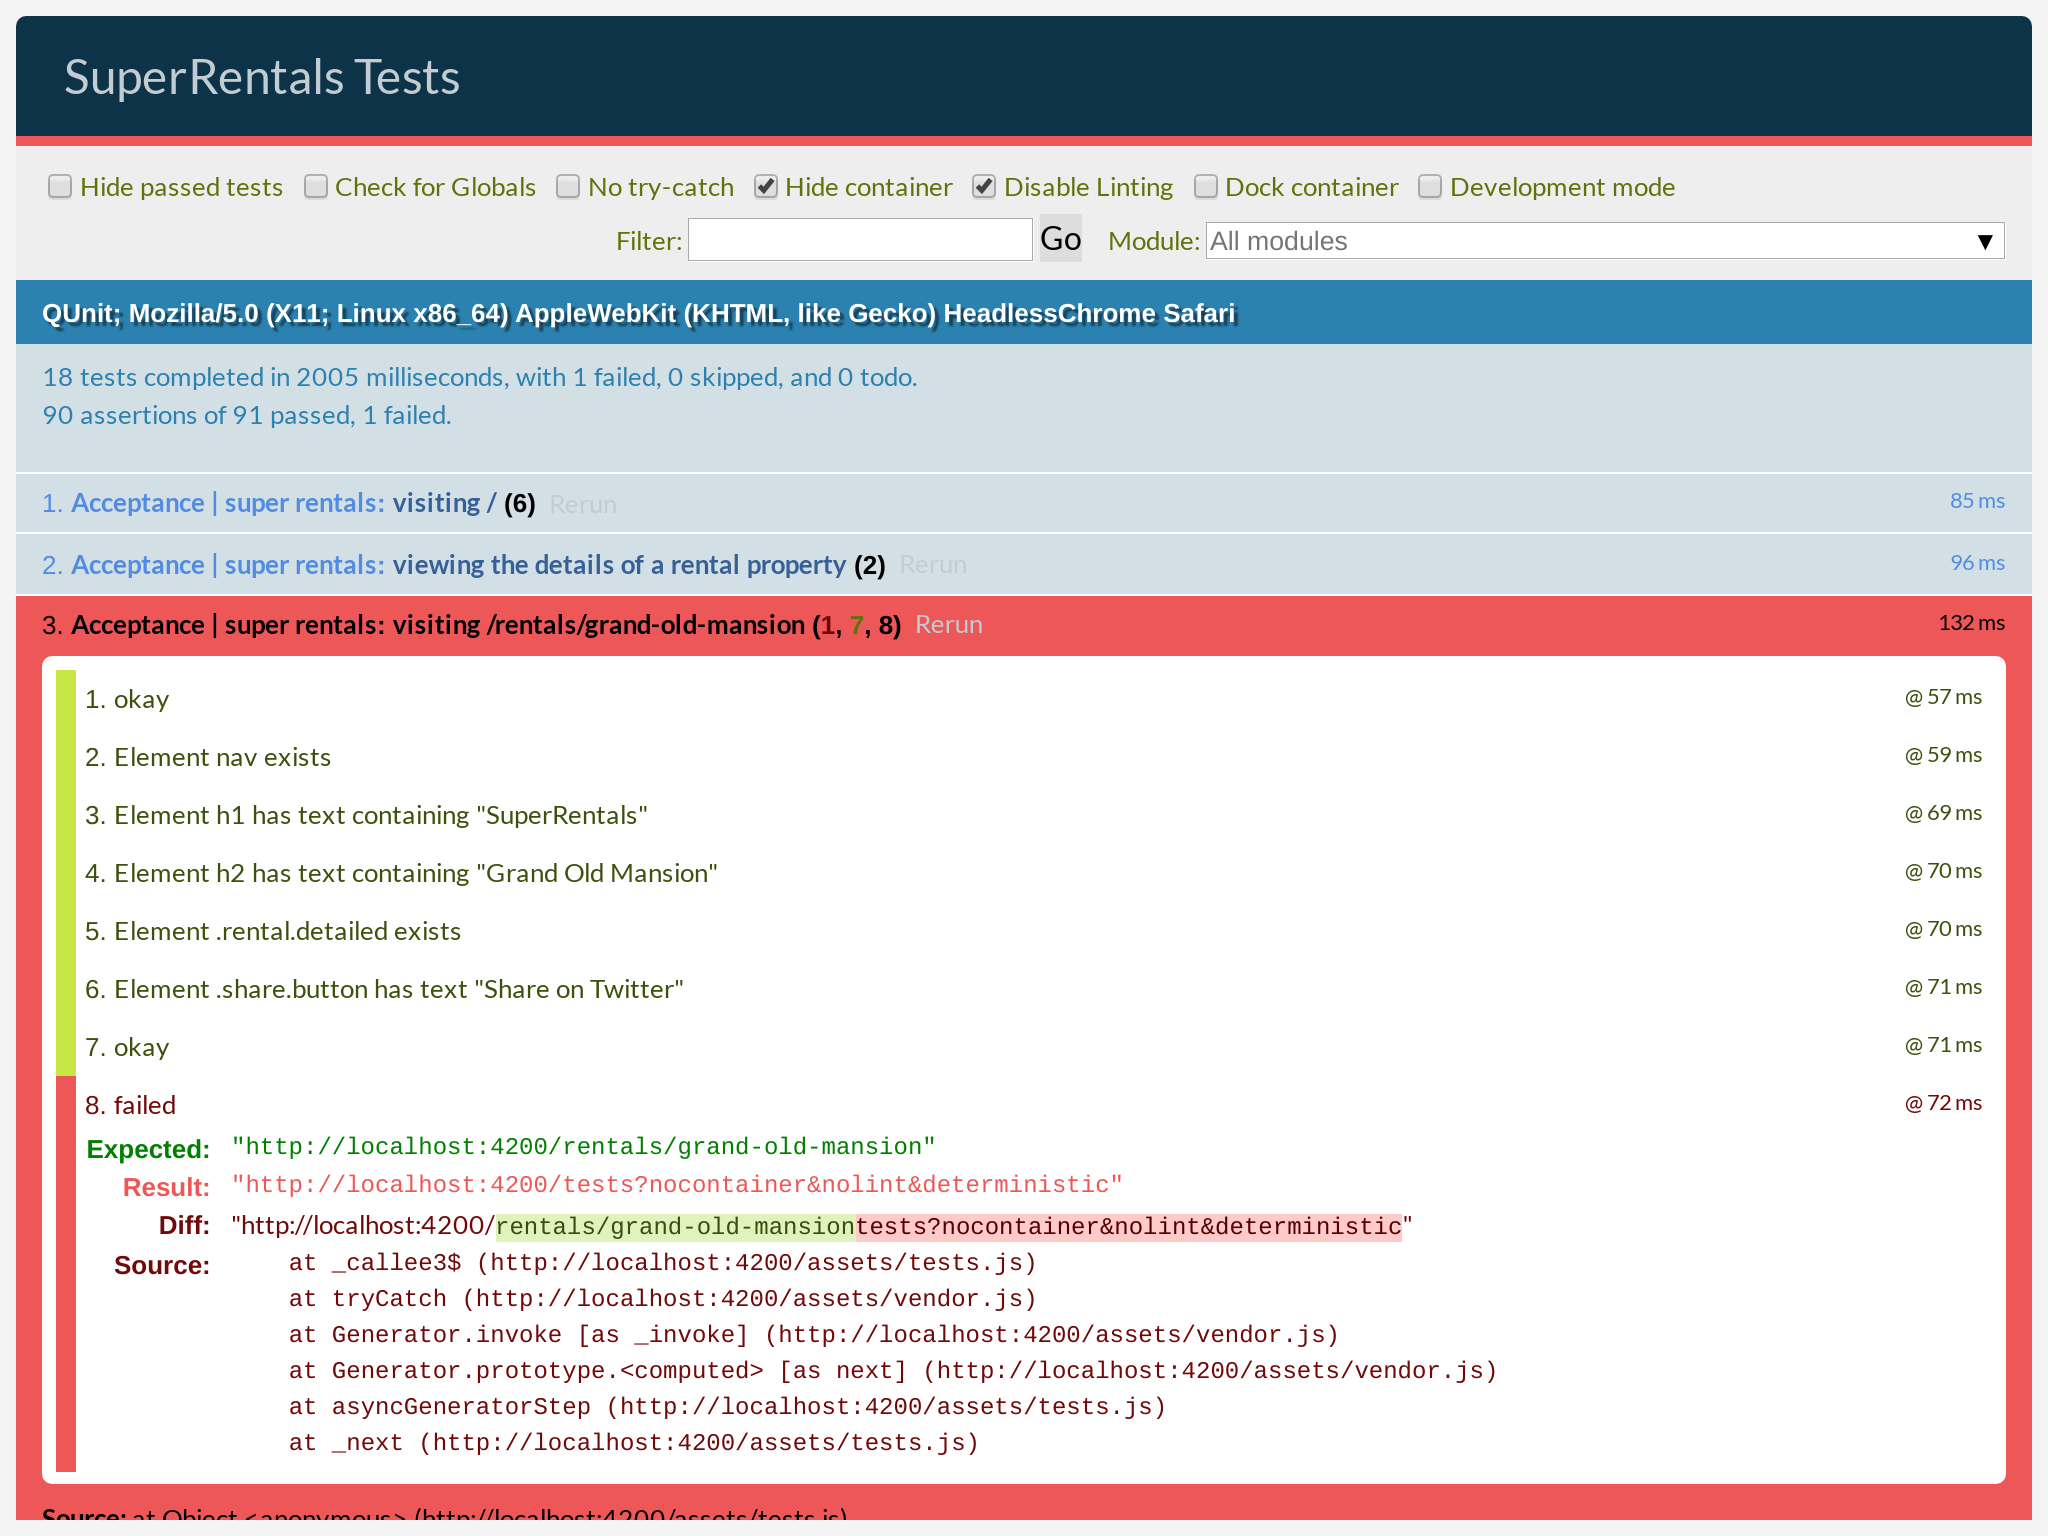 SuperRentals Tests
Hide passed tests Check for Globals No try-catch Hide container Disable Linting Dock container Development mode
Filter: Go Module: All modules ▼
QUnit; Mozilla/5.0 (X11; Linux x86_64) AppleWebKit (KHTML, like Gecko) HeadlessChrome Safari
18 tests completed in 2005 milliseconds, with 1 failed, 0 skipped, and 0 todo.
90 assertions of 91 passed, 1 failed.
1. Acceptance | super rentals: visiting / (6) Rerun 85 ms
2. Acceptance | super rentals: viewing the details of a rental property (2) Rerun 96 ms
3. Acceptance | super rentals: visiting /rentals/grand-old-mansion (1, 7, 8) Rerun 132 ms
1. okay @ 57 ms
2. Element nav exists @ 59 ms
3. Element h1 has text containing "SuperRentals" @ 69 ms
4. Element h2 has text containing "Grand Old Mansion" @ 70 ms
5. Element .rental.detailed exists @ 70 ms
6. Element .share.button has text "Share on Twitter" @ 71 ms
7. okay @ 71 ms
8. failed @ 72 ms
Expected: "http://localhost:4200/rentals/grand-old-mansion"
Result: "http://localhost:4200/tests?nocontainer&nolint&deterministic"
Diff: "http://localhost:4200/rentals/grand-old-mansiontests?nocontainer&nolint&deterministic"
Source: at _callee3$ (http://localhost:4200/assets/tests.js)
at tryCatch (http://localhost:4200/assets/vendor.js)
at Generator.invoke [as _invoke] (http://localhost:4200/assets/vendor.js)
at Generator.prototype.<computed> [as next] (http://localhost:4200/assets/vendor.js)
at asyncGeneratorStep (http://localhost:4200/assets/tests.js)
at _next (http://localhost:4200/assets/tests.js)
Source: at Object.<anonymous> (http://localhost:4200/assets/tests.js)